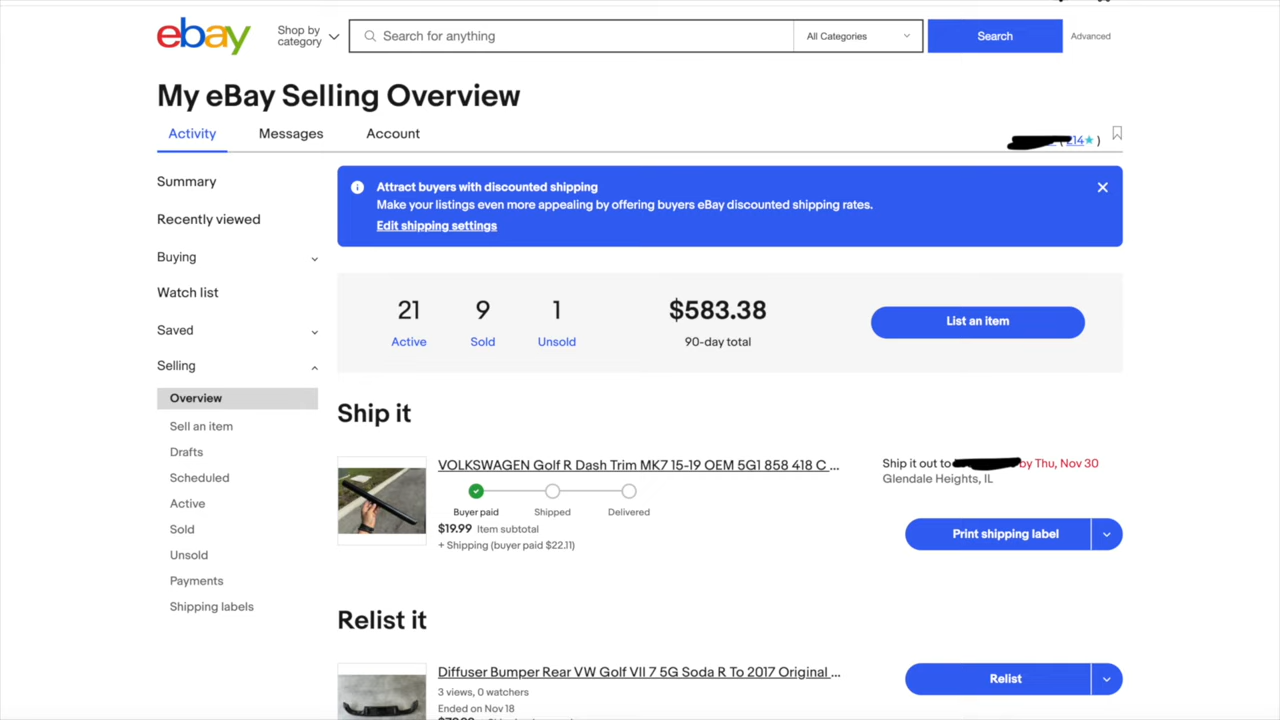 ebay
Shop by
category
Search for anything
All Categories
Search
Advanced
My eBay Selling Overview
Activity
Messages
Account
( 214★ )
Summary
Recently viewed
Buying
Watch list
Saved
Selling
Overview
Sell an item
Drafts
Scheduled
Active
Sold
Unsold
Payments
Shipping labels
Attract buyers with discounted shipping
Make your listings even more appealing by offering buyers eBay discounted shipping rates.
Edit shipping settings
21
Active
9
Sold
1
Unsold
$583.38
90-day total
List an item
Ship it
VOLKSWAGEN Golf R Dash Trim MK7 15-19 OEM 5G1 858 418 C ...
Buyer paid
Shipped
Delivered
$19.99 Item subtotal
+ Shipping (buyer paid $22.11)
Ship it out to by Thu, Nov 30
Glendale Heights, IL
Print shipping label
Relist it
Diffuser Bumper Rear VW Golf VII 7 5G Soda R To 2017 Original ...
3 views, 0 watchers
Ended on Nov 18
Relist